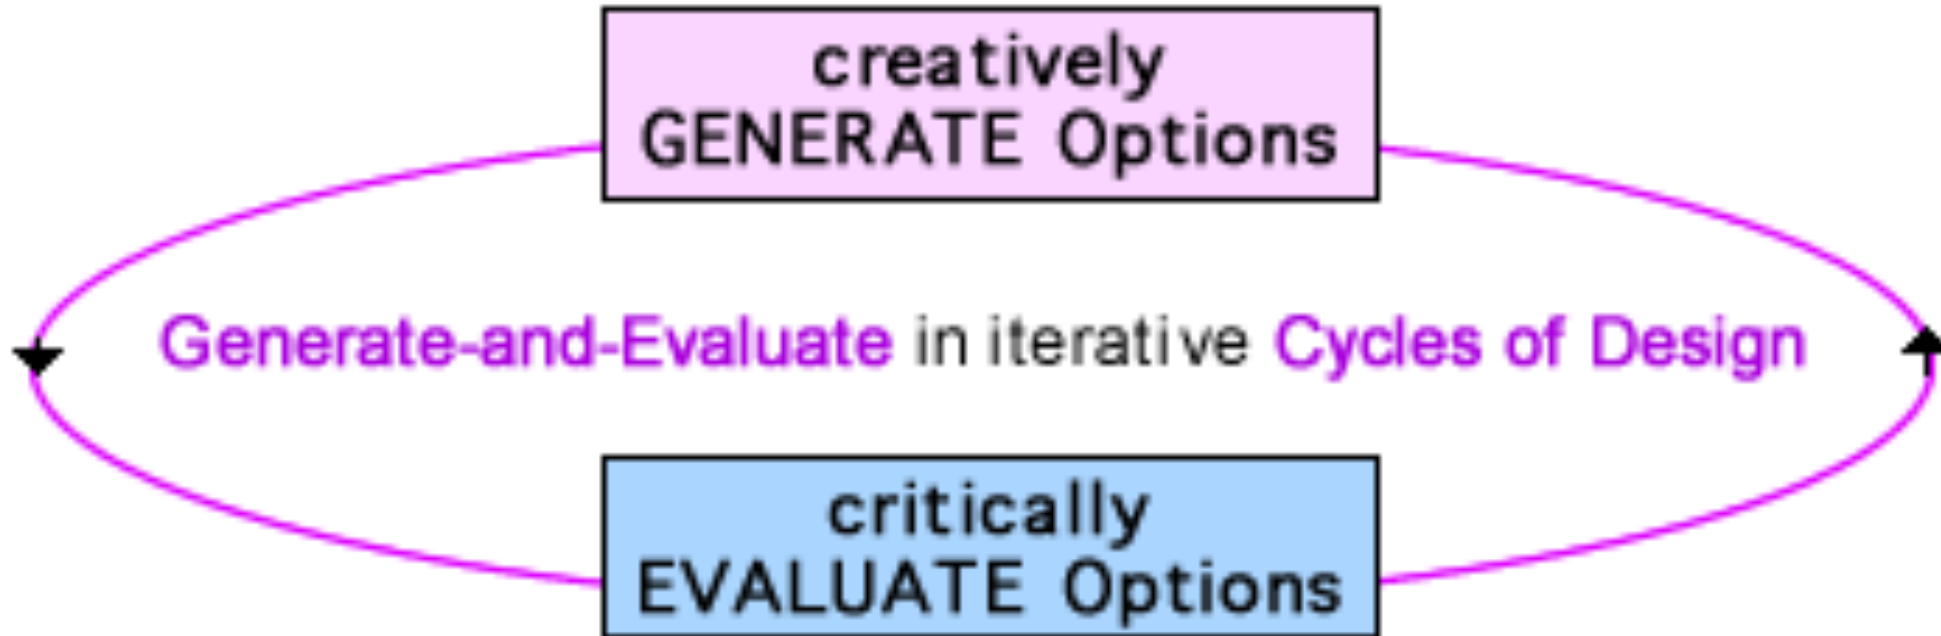 creatively
GENERATE Options
Generate-and-Evaluate in iterative Cycles of Design
critically
EVALUATE Options